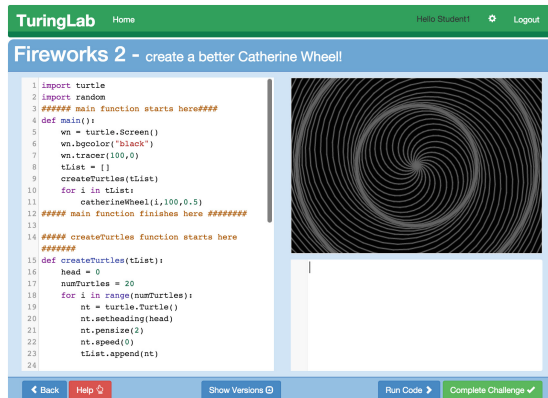 TuringLab Home Hello Student1 Logout
Fireworks 2 - create a better Catherine Wheel!
1 import turtle
2 import random
3 ###### main function starts here####
4 def main():
5     wn = turtle.Screen()
6     wn.bgcolor("black")
7     wn.tracer(100,0)
8     tList = []
9     createTurtles(tList)
10     for i in tList:
11         catherineWheel(i,100,0.5)
12 ##### main function finishes here ########
13
14 ##### createTurtles function starts here
#######
15 def createTurtles(tList):
16     head = 0
17     numTurtles = 20
18     for i in range(numTurtles):
19         nt = turtle.Turtle()
20         nt.setheading(head)
21         nt.pensize(2)
22         nt.speed(0)
23         tList.append(nt)
24
Back Help Show Versions Run Code Complete Challenge